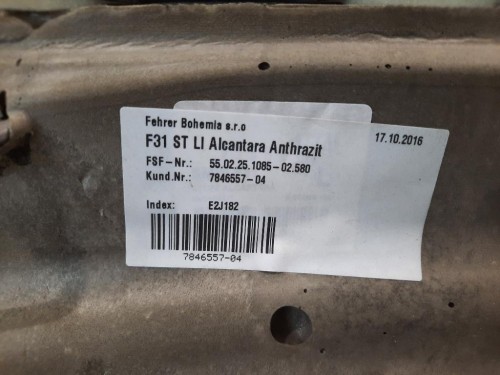 Fehrer Bohemia s.r.o
F31 ST LI Alcantara Anthrazit 17.10.2016
FSF-Nr.: 55.02.25.1085-02.580
Kund.Nr.: 7846557-04
Index: E2J182
7846557-04